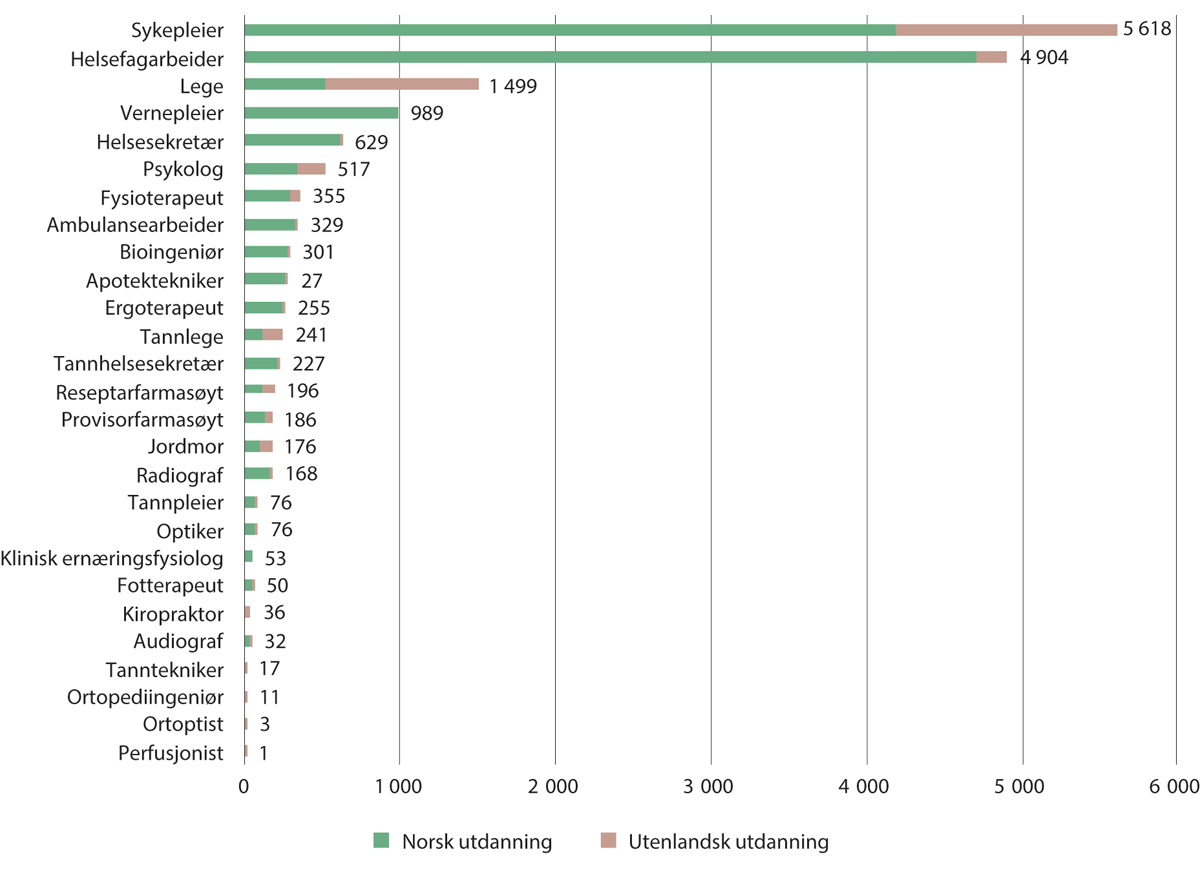 Sykepleier 5 618
Helsefagarbeider 4 904
Lege 1 499
Vernepleier 989
Helsesekretær 629
Psykolog 517
Fysioterapeut 355
Ambulansearbeider 329
Bioingeniør 301
Apotektekniker 27
Ergoterapeut 255
Tannlege 241
Tannhelsesekretær 227
Reseptarfarmasøyt 196
Provisorfarmasøyt 186
Jordmor 176
Radiograf 168
Tannpleier 76
Optiker 76
Klinisk ernæringsfysiolog 53
Fotterapeut 50
Kiropraktor 36
Audiograf 32
Tanntekniker 17
Ortopediingeniør 11
Ortoptist 3
Perfusjonist 1
0 1 000 2 000 3 000 4 000 5 000 6 000
Norsk utdanning Utenlandsk utdanning